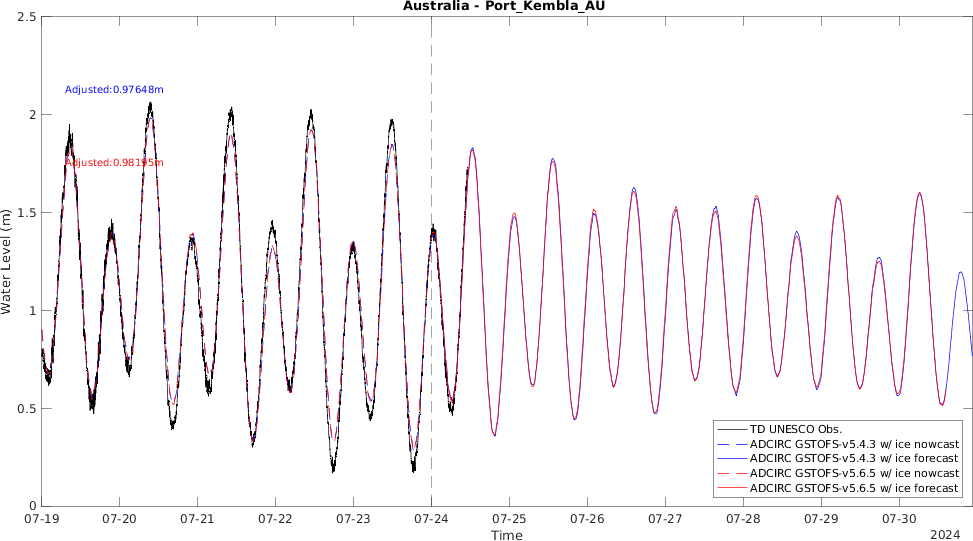 Australia - Port_Kembla_AU
2.5
2
1.5
1
0.5
0
Water Level (m)
Adjusted:0.97648m
Adjusted:0.98195m
TD UNESCO Obs.
ADCIRC GSTOFS-v5.4.3 w/ ice nowcast
ADCIRC GSTOFS-v5.4.3 w/ ice forecast
ADCIRC GSTOFS-v5.6.5 w/ ice nowcast
ADCIRC GSTOFS-v5.6.5 w/ ice forecast
07-19 07-20 07-21 07-22 07-23 07-24 07-25 07-26 07-27 07-28 07-29 07-30
Time
2024